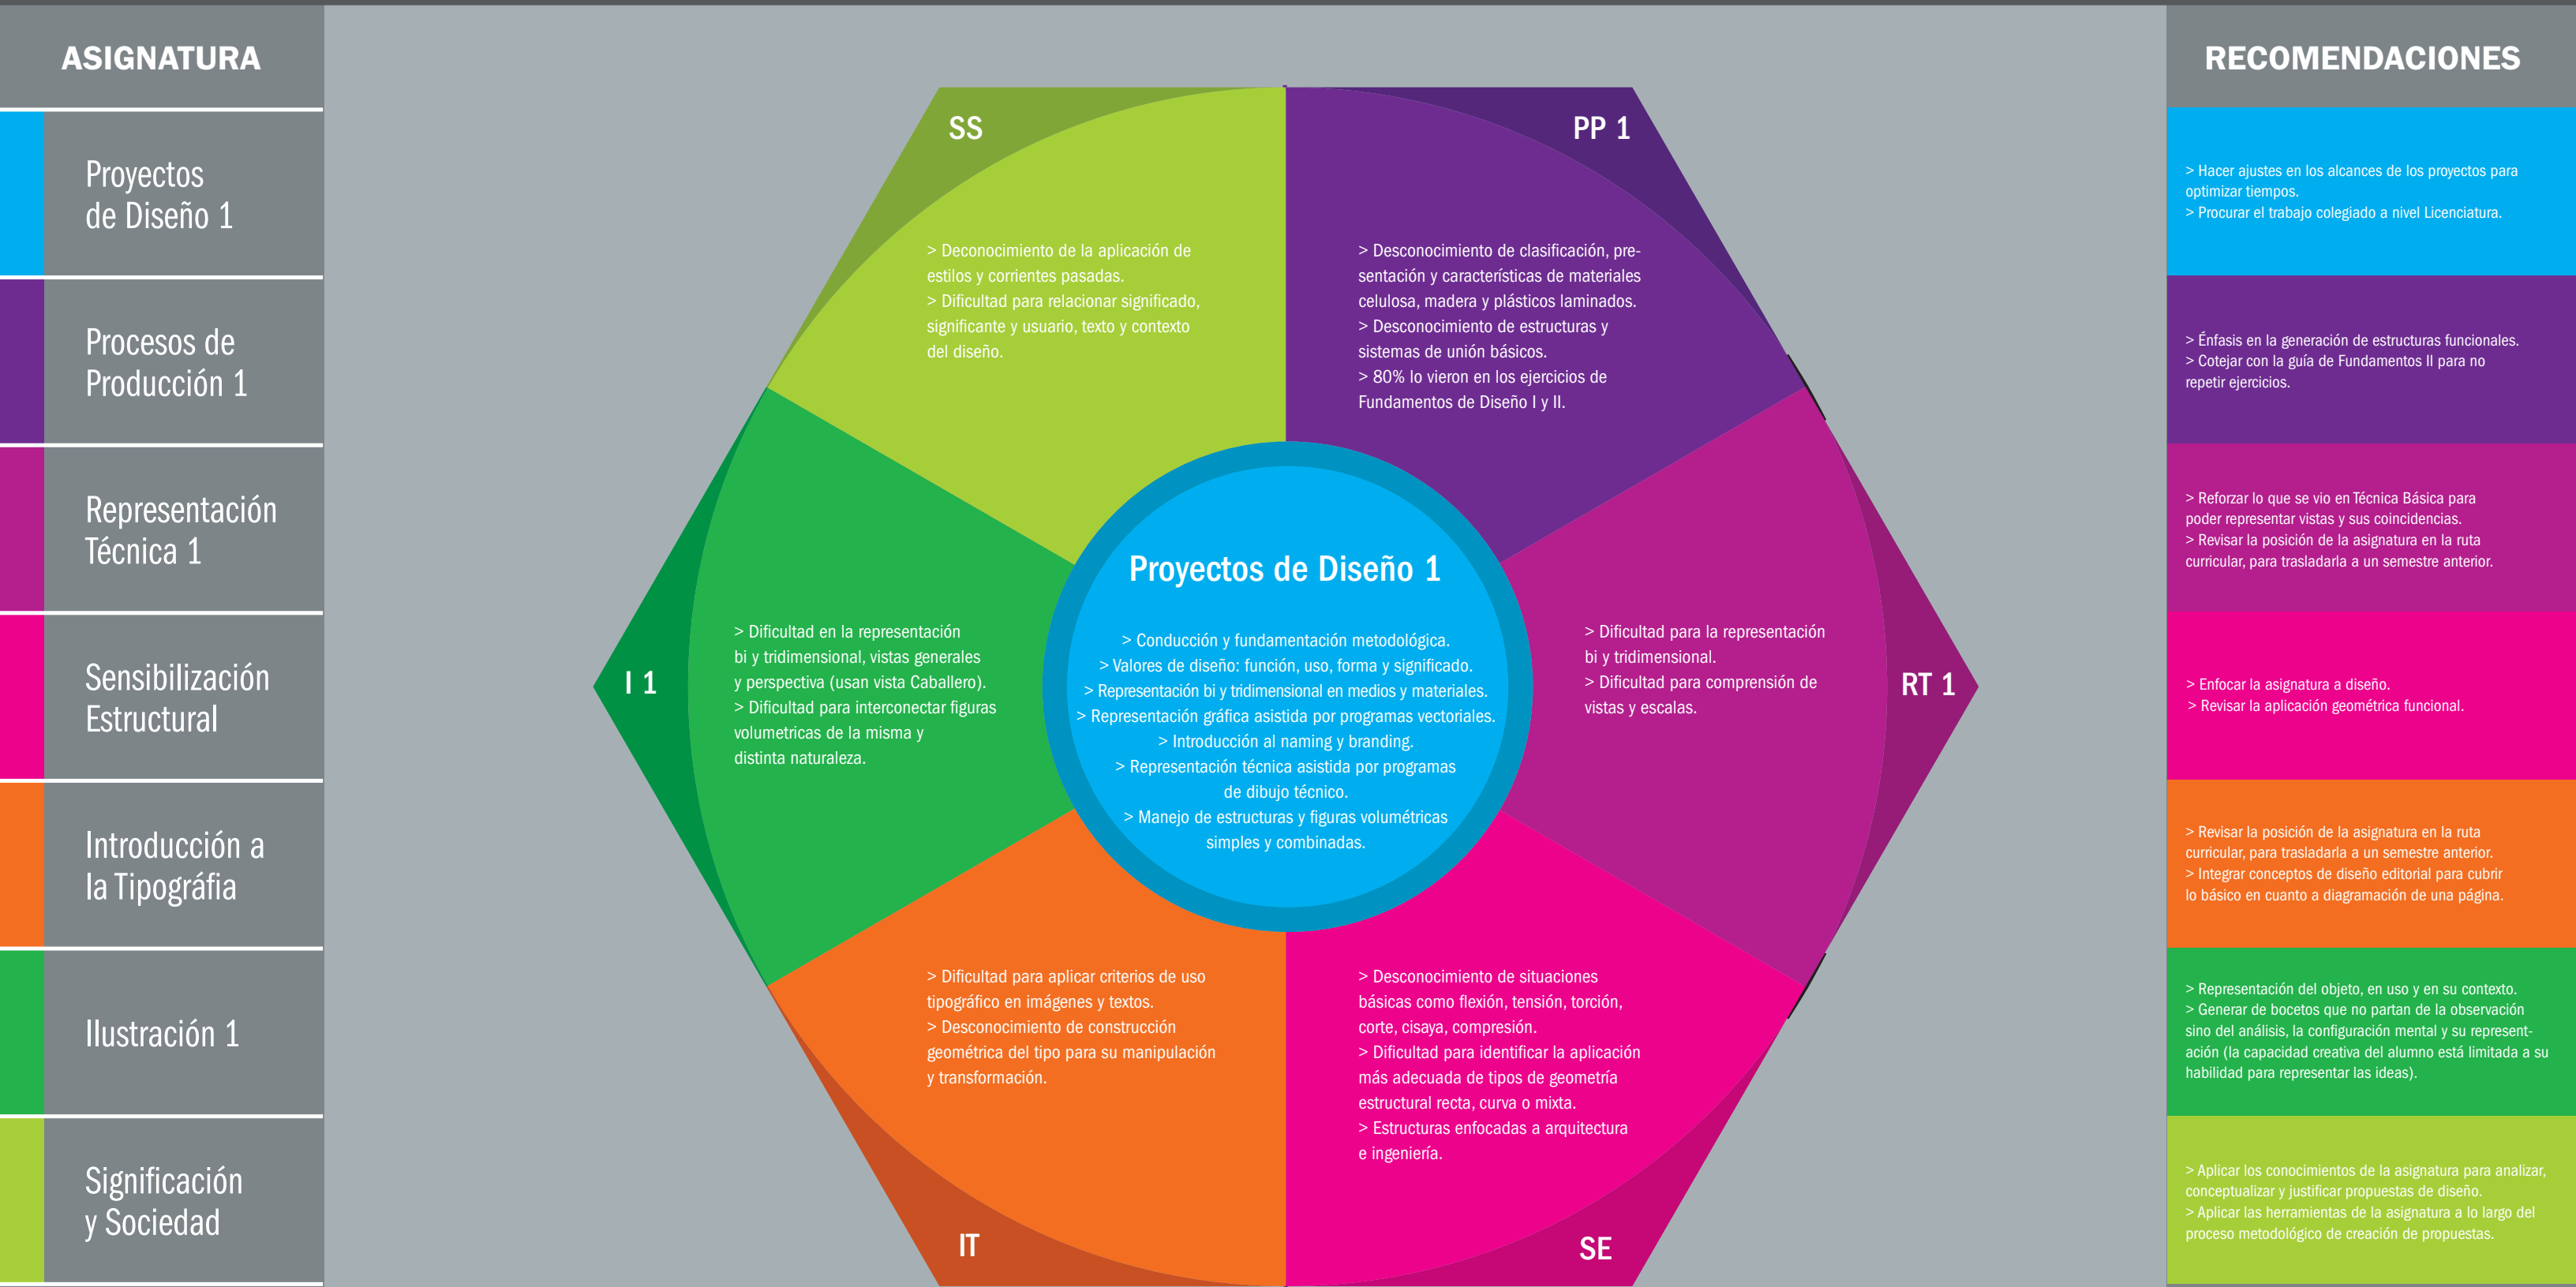 ASIGNATURA
Proyectos
de Diseño 1
Procesos de
Producción 1
Representación
Técnica 1
Sensibilización
Estructural
Introducción a
la Tipográfia
Ilustración 1
Significación
y Sociedad
SS
> Deconocimiento de la aplicación de
estilos y corrientes pasadas.
> Dificultad para relacionar significado,
significante y usuario, texto y contexto
del diseño.
PP 1
> Desconocimiento de clasificación, pre-
sentación y características de materiales
celulosa, madera y plásticos laminados.
> Desconocimiento de estructuras y
sistemas de unión básicos.
> 80% lo vieron en los ejercicios de
Fundamentos de Diseño I y II.
I 1
> Dificultad en la representación
bi y tridimensional, vistas generales
y perspectiva (usan vista Caballero).
> Dificultad para interconectar figuras
volumetricas de la misma y
distinta naturaleza.
Proyectos de Diseño 1
> Conducción y fundamentación metodológica.
> Valores de diseño: función, uso, forma y significado.
> Representación bi y tridimensional en medios y materiales.
> Representación gráfica asistida por programas vectoriales.
> Introducción al naming y branding.
> Representación técnica asistida por programas
de dibujo técnico.
> Manejo de estructuras y figuras volumétricas
simples y combinadas.
> Dificultad para la representación
bi y tridimensional.
> Dificultad para comprensión de
vistas y escalas.
RT 1
> Dificultad para aplicar criterios de uso
tipográfico en imágenes y textos.
> Desconocimiento de construcción
geométrica del tipo para su manipulación
y transformación.
IT
> Desconocimiento de situaciones
básicas como flexión, tensión, torción,
corte, cisaya, compresión.
> Dificultad para identificar la aplicación
más adecuada de tipos de geometría
estructural recta, curva o mixta.
> Estructuras enfocadas a arquitectura
e ingeniería.
SE
RECOMENDACIONES
> Hacer ajustes en los alcances de los proyectos para
optimizar tiempos.
> Procurar el trabajo colegiado a nivel Licenciatura.
> Énfasis en la generación de estructuras funcionales.
> Cotejar con la guía de Fundamentos II para no
repetir ejercicios.
> Reforzar lo que se vio en Técnica Básica para
poder representar vistas y sus coincidencias.
> Revisar la posición de la asignatura en la ruta
curricular, para trasladarla a un semestre anterior.
> Enfocar la asignatura a diseño.
> Revisar la aplicación geométrica funcional.
> Revisar la posición de la asignatura en la ruta
curricular, para trasladarla a un semestre anterior.
> Integrar conceptos de diseño editorial para cubrir
lo básico en cuanto a diagramación de una página.
> Representación del objeto, en uso y en su contexto.
> Generar de bocetos que no partan de la observación
sino del análisis, la configuración mental y su represent-
ación (la capacidad creativa del alumno está limitada a su
habilidad para representar las ideas).
> Aplicar los conocimientos de la asignatura para analizar,
conceptualizar y justificar propuestas de diseño.
> Aplicar las herramientas de la asignatura a lo largo del
proceso metodológico de creación de propuestas.